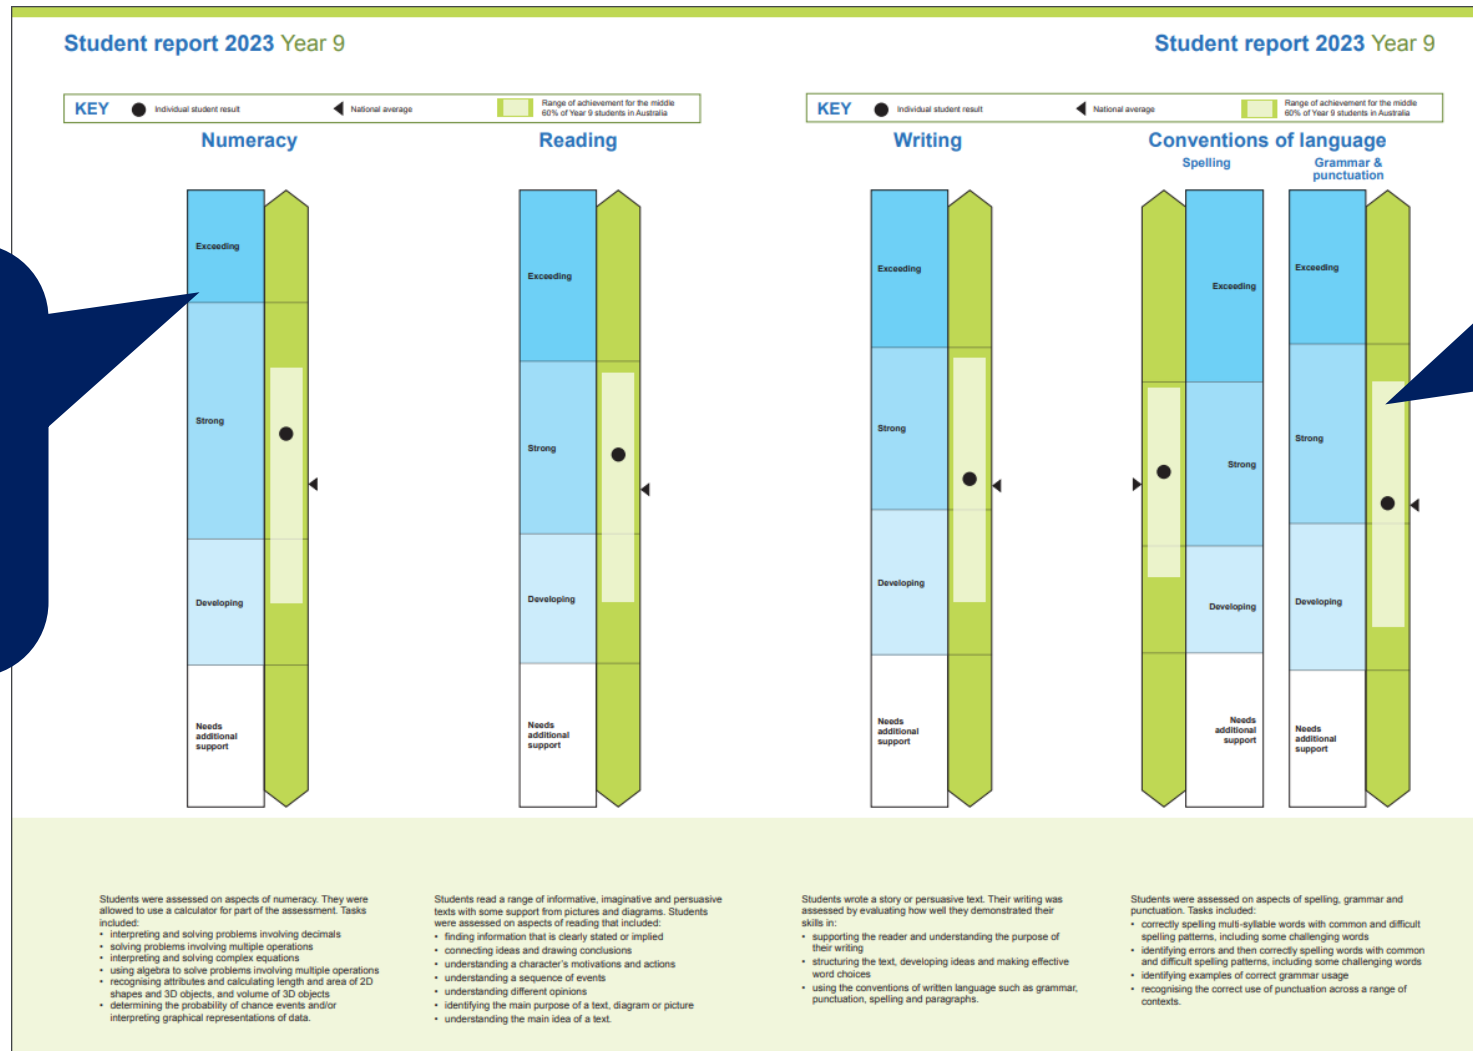 Student report 2023 Year 9
KEY
Individual student result
National average
Range of achievement for the middle
60% of Year 9 students in Australia
Numeracy
Reading
Exceeding
Strong
Developing
Needs
additional
support
Exceeding
Strong
Developing
Needs
additional
support
Students were assessed on aspects of numeracy. They were
allowed to use a calculator for part of the assessment. Tasks
included:
• interpreting and solving problems involving decimals
• solving problems involving multiple operations
• interpreting and solving complex equations
• using algebra to solve problems involving multiple operations
• recognising attributes and calculating length and area of 2D
shapes and 3D objects, and volume of 3D objects
• determining the probability of chance events and/or
interpreting graphical representations of data.
Students read a range of informative, imaginative and persuasive
texts with some support from pictures and diagrams. Students
were assessed on aspects of reading that included:
• finding information that is clearly stated or implied
• connecting ideas and drawing conclusions
• understanding a character's motivations and actions
• understanding a sequence of events
• understanding different opinions
• identifying the main purpose of a text, diagram or picture
• understanding the main idea of a text.
Student report 2023 Year 9
KEY
Individual student result
National average
Range of achievement for the middle
60% of Year 9 students in Australia
Writing
Conventions of language
Spelling
Grammar &
punctuation
Exceeding
Strong
Developing
Needs
additional
support
Exceeding
Strong
Developing
Needs
additional
support
Exceeding
Strong
Developing
Needs
additional
support
Students wrote a story or persuasive text. Their writing was
assessed by evaluating how well they demonstrated their
skills in:
• supporting the reader and understanding the purpose of
their writing
• structuring the text, developing ideas and making effective
word choices
• using the conventions of written language such as grammar,
punctuation, spelling and paragraphs.
Students were assessed on aspects of spelling, grammar and
punctuation. Tasks included:
• correctly spelling multi-syllable words with common and difficult
spelling patterns, including some challenging words
• identifying errors and then correctly spelling words with common
and difficult spelling patterns, including some challenging words
• identifying examples of correct grammar usage
• recognising the correct use of punctuation across a range of
contexts.